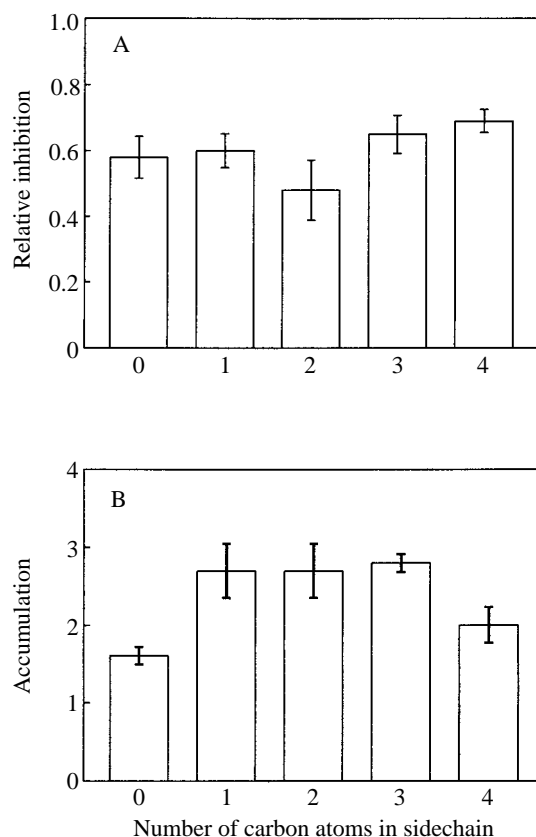 1.0
A
0.8
0.6
0.4
0.2
0
Relative inhibition
0 1 2 3 4
4
B
3
2
1
0
Accumulation
0 1 2 3 4
Number of carbon atoms in sidechain